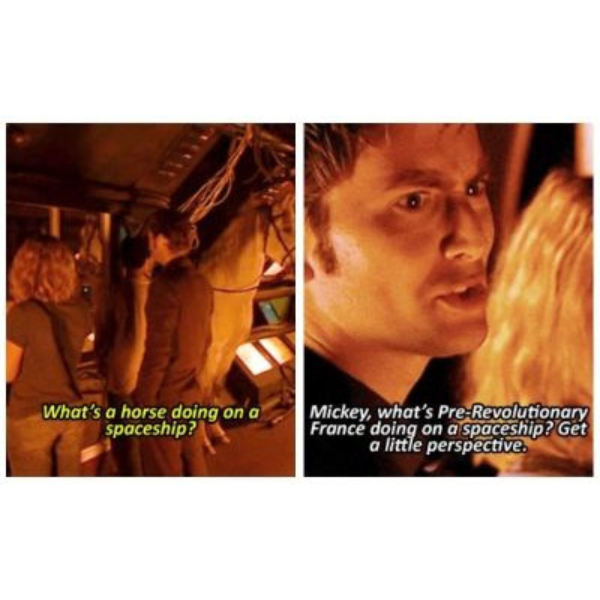 What's a horse doing on a
spaceship?
Mickey, what's Pre-Revolutionary
France doing on a spaceship? Get
a little perspective.